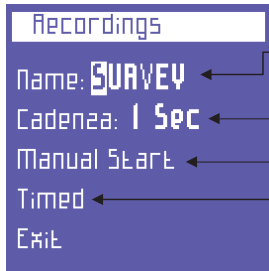 Recordings
Name: SURVEY
Cadenza: 1 Sec
Manual Start
Timed
Exit